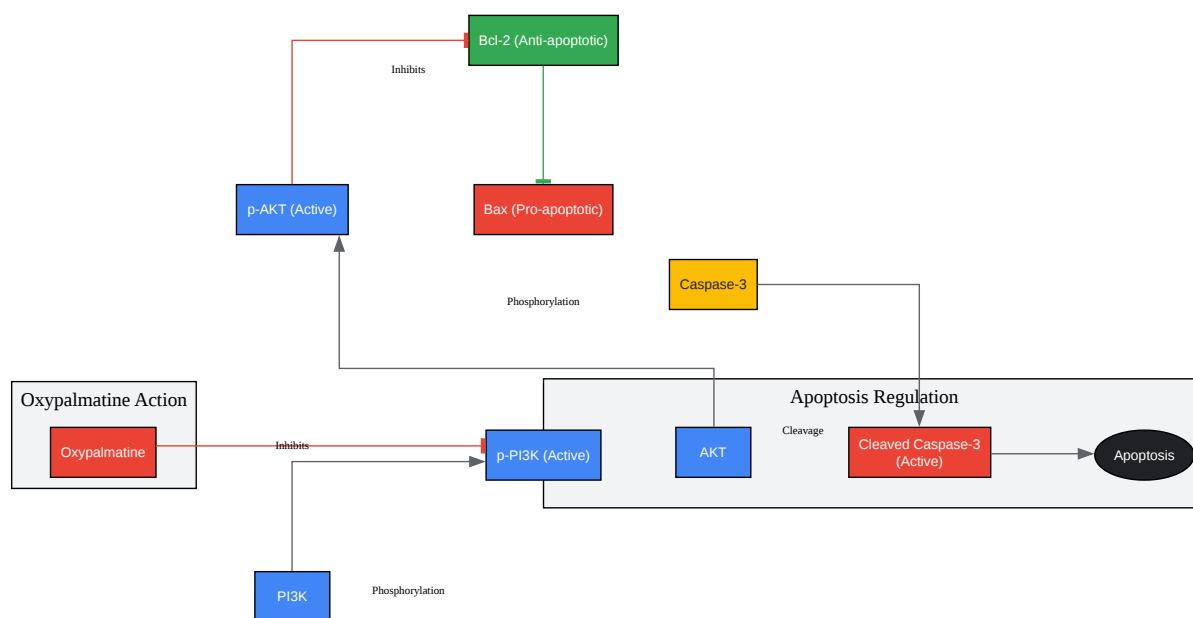 Bcl-2 (Anti-apoptotic)
Inhibits
p-AKT (Active)
Bax (Pro-apoptotic)
Caspase-3
Phosphorylation
Oxypalmatine Action
Apoptosis Regulation
Oxypalmatine
Inhibits
p-PI3K (Active)
AKT
Cleavage
Cleaved Caspase-3
(Active)
Apoptosis
PI3K
Phosphorylation